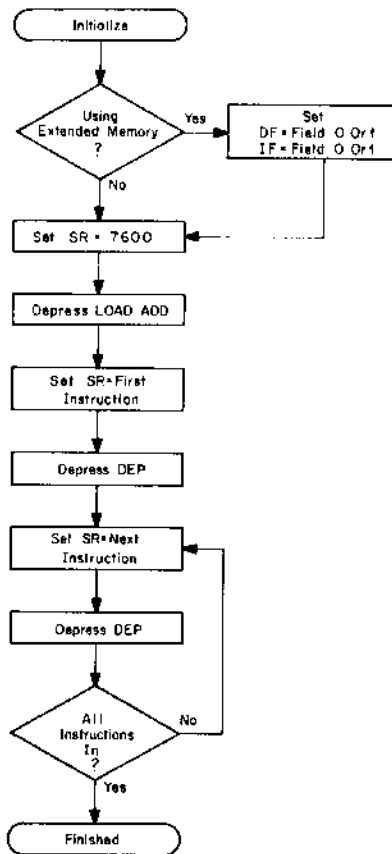 Initialize
Using
Extended Memory
?
Yes
Set
DF=Field 0 Or 1
IF=Field 0 Or 1
No
Set SR = 7600
Depress LOAD ADD
Set SR=First
Instruction
Depress DEP
Set SR=Next
Instruction
Depress DEP
All
Instructions
In
?
No
Yes
Finished